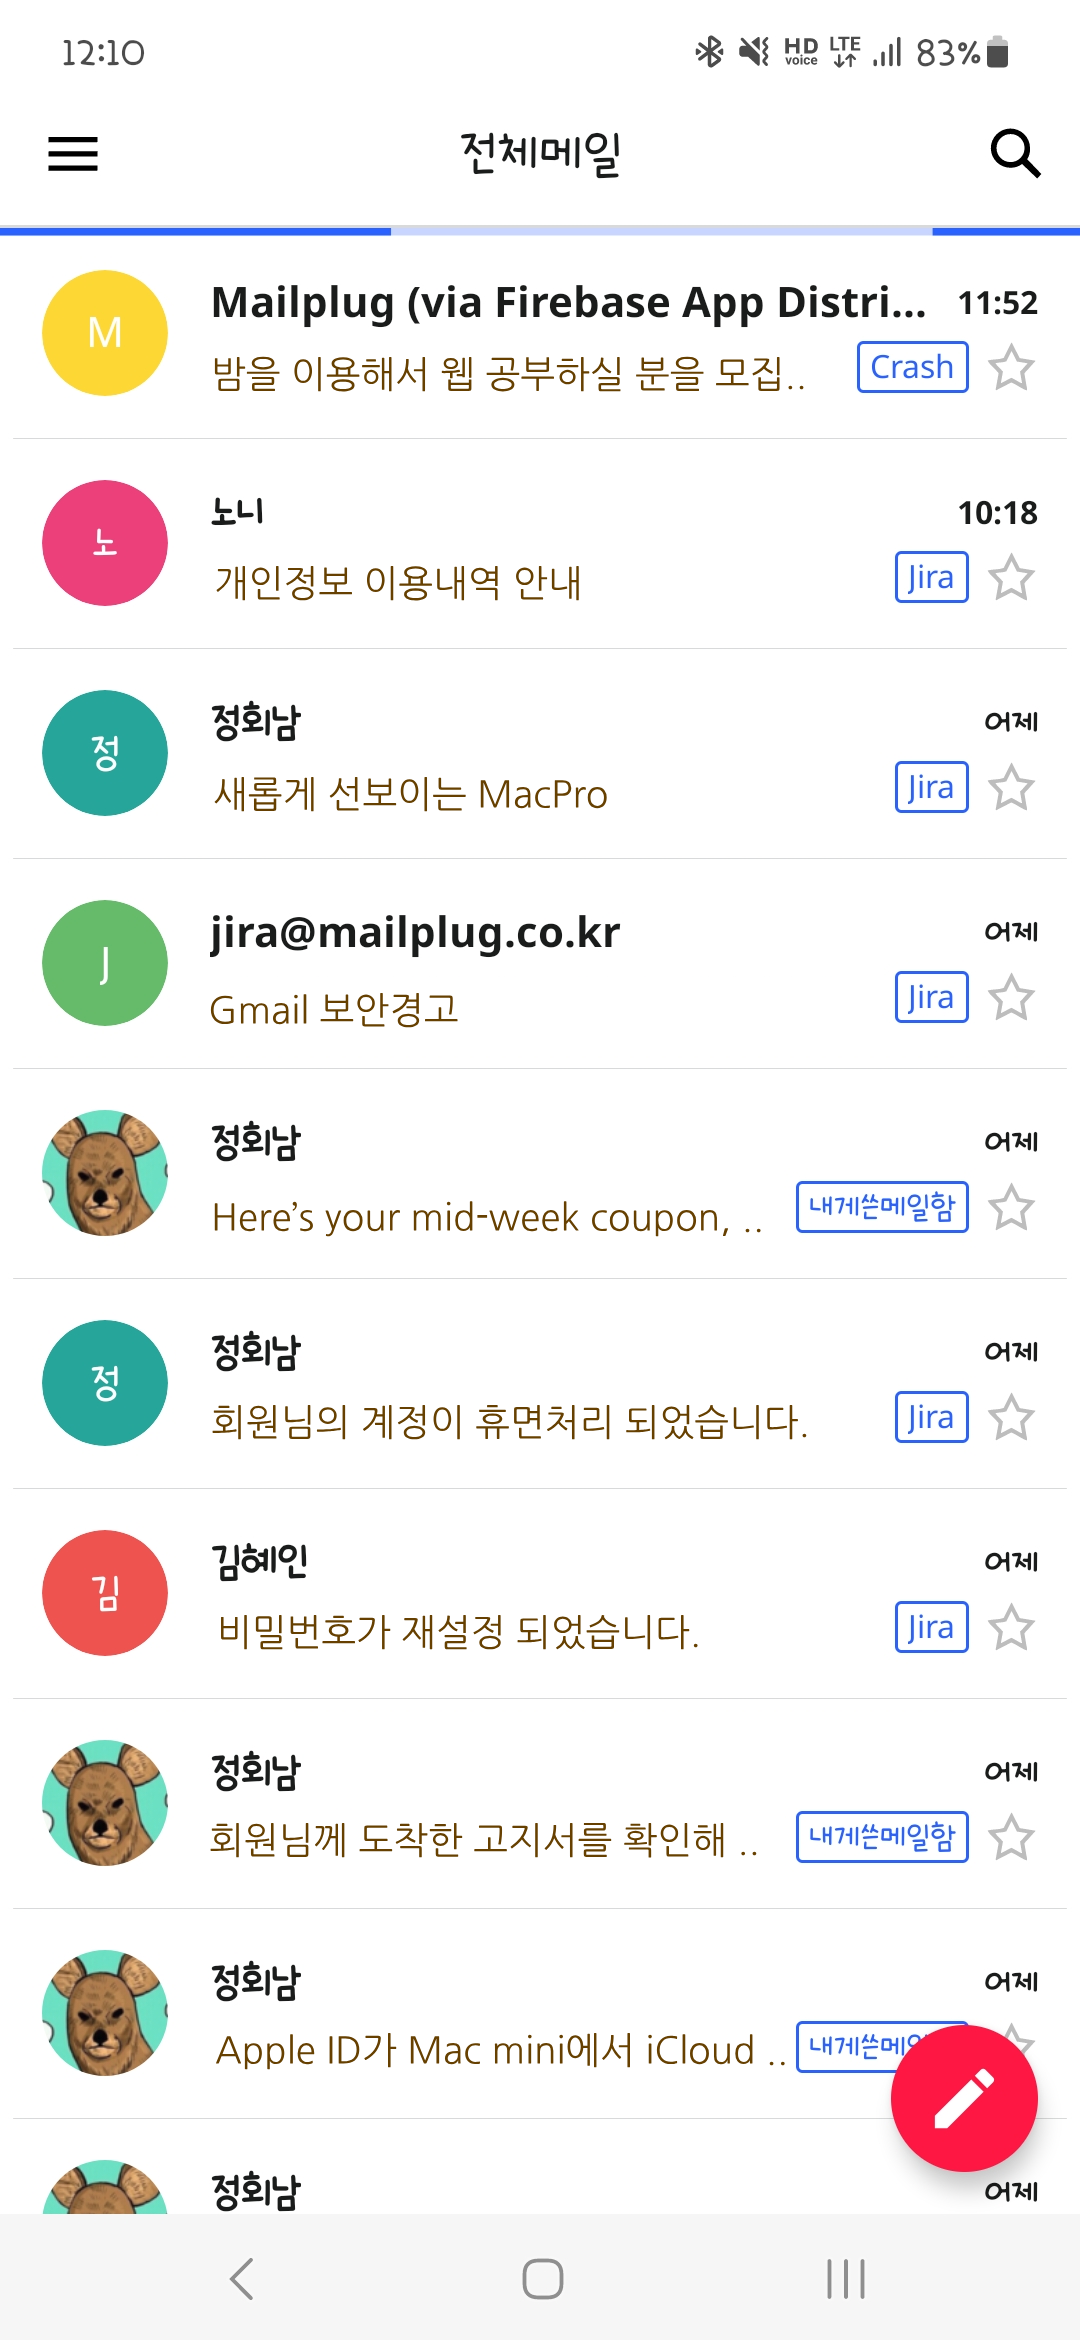 12:10 HD voice LTE 83%
전체메일
M
Mailplug (via Firebase App Distri... 11:52
밤을 이용해서 웹 공부하실 분을 모집.. Crash
노
노니 10:18
개인정보 이용내역 안내 Jira
정
정회남 어제
새롭게 선보이는 MacPro Jira
J
jira@mailplug.co.kr 어제
Gmail 보안경고 Jira
정회남 어제
Here’s your mid-week coupon, .. 내게쓴메일함
정
정회남 어제
회원님의 계정이 휴면처리 되었습니다. Jira
김
김혜인 어제
비밀번호가 재설정 되었습니다. Jira
정회남 어제
회원님께 도착한 고지서를 확인해 .. 내게쓴메일함
정회남 어제
Apple ID가 Mac mini에서 iCloud .. 내게쓴메일
정회남 어제